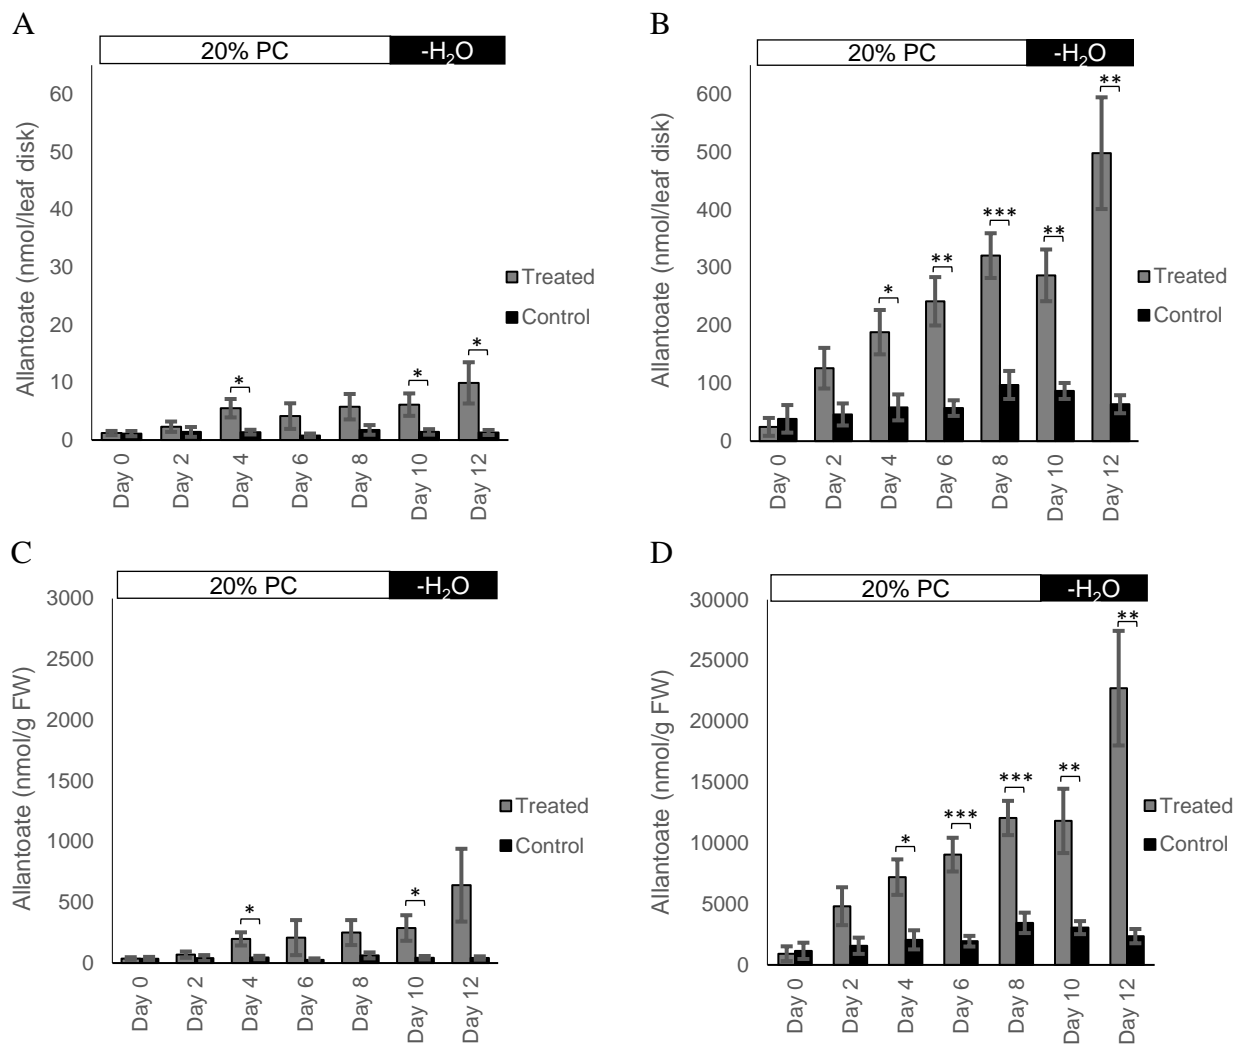 A
20% PC
-H₂O
Allantoate (nmol/leaf disk)
60
50
40
30
20
10
0
*
*
*
Treated
Control
Day 0
Day 2
Day 4
Day 6
Day 8
Day 10
Day 12
B
20% PC
-H₂O
Allantoate (nmol/leaf disk)
600
500
400
300
200
100
0
*
**
***
**
**
Treated
Control
Day 0
Day 2
Day 4
Day 6
Day 8
Day 10
Day 12
C
20% PC
-H₂O
Allantoate (nmol/g FW)
3000
2500
2000
1500
1000
500
0
*
*
Treated
Control
Day 0
Day 2
Day 4
Day 6
Day 8
Day 10
Day 12
D
20% PC
-H₂O
Allantoate (nmol/g FW)
30000
25000
20000
15000
10000
5000
0
*
***
***
**
**
Treated
Control
Day 0
Day 2
Day 4
Day 6
Day 8
Day 10
Day 12